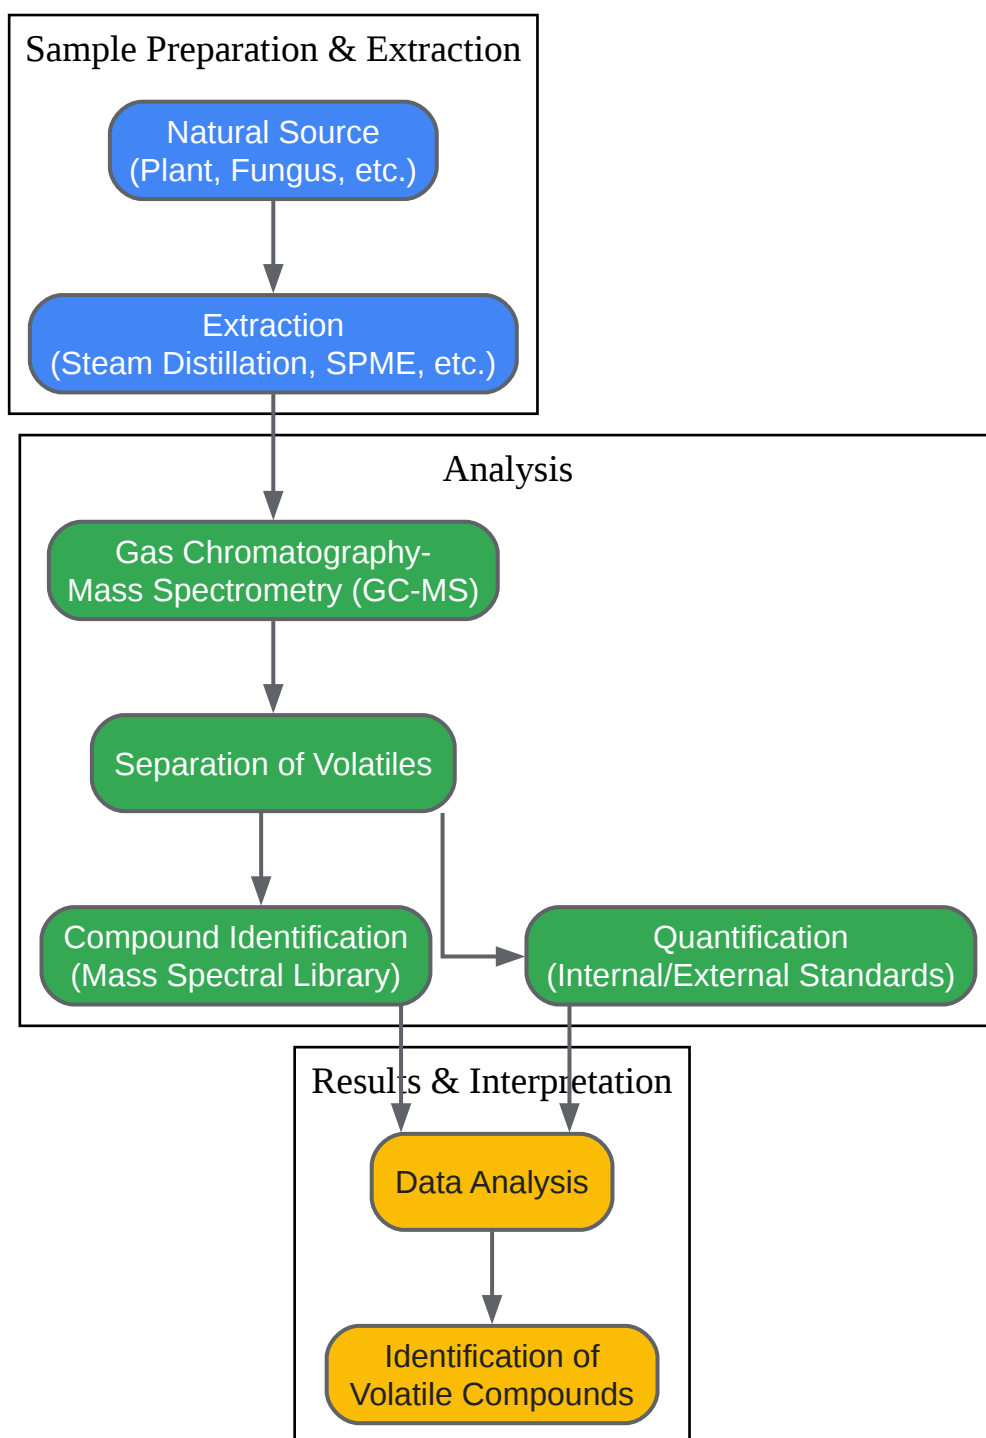 Sample Preparation & Extraction
Natural Source
(Plant, Fungus, etc.)
Extraction
(Steam Distillation, SPME, etc.)
Analysis
Gas Chromatography-
Mass Spectrometry (GC-MS)
Separation of Volatiles
Compound Identification
(Mass Spectral Library)
Quantification
(Internal/External Standards)
Results & Interpretation
Data Analysis
Identification of
Volatile Compounds